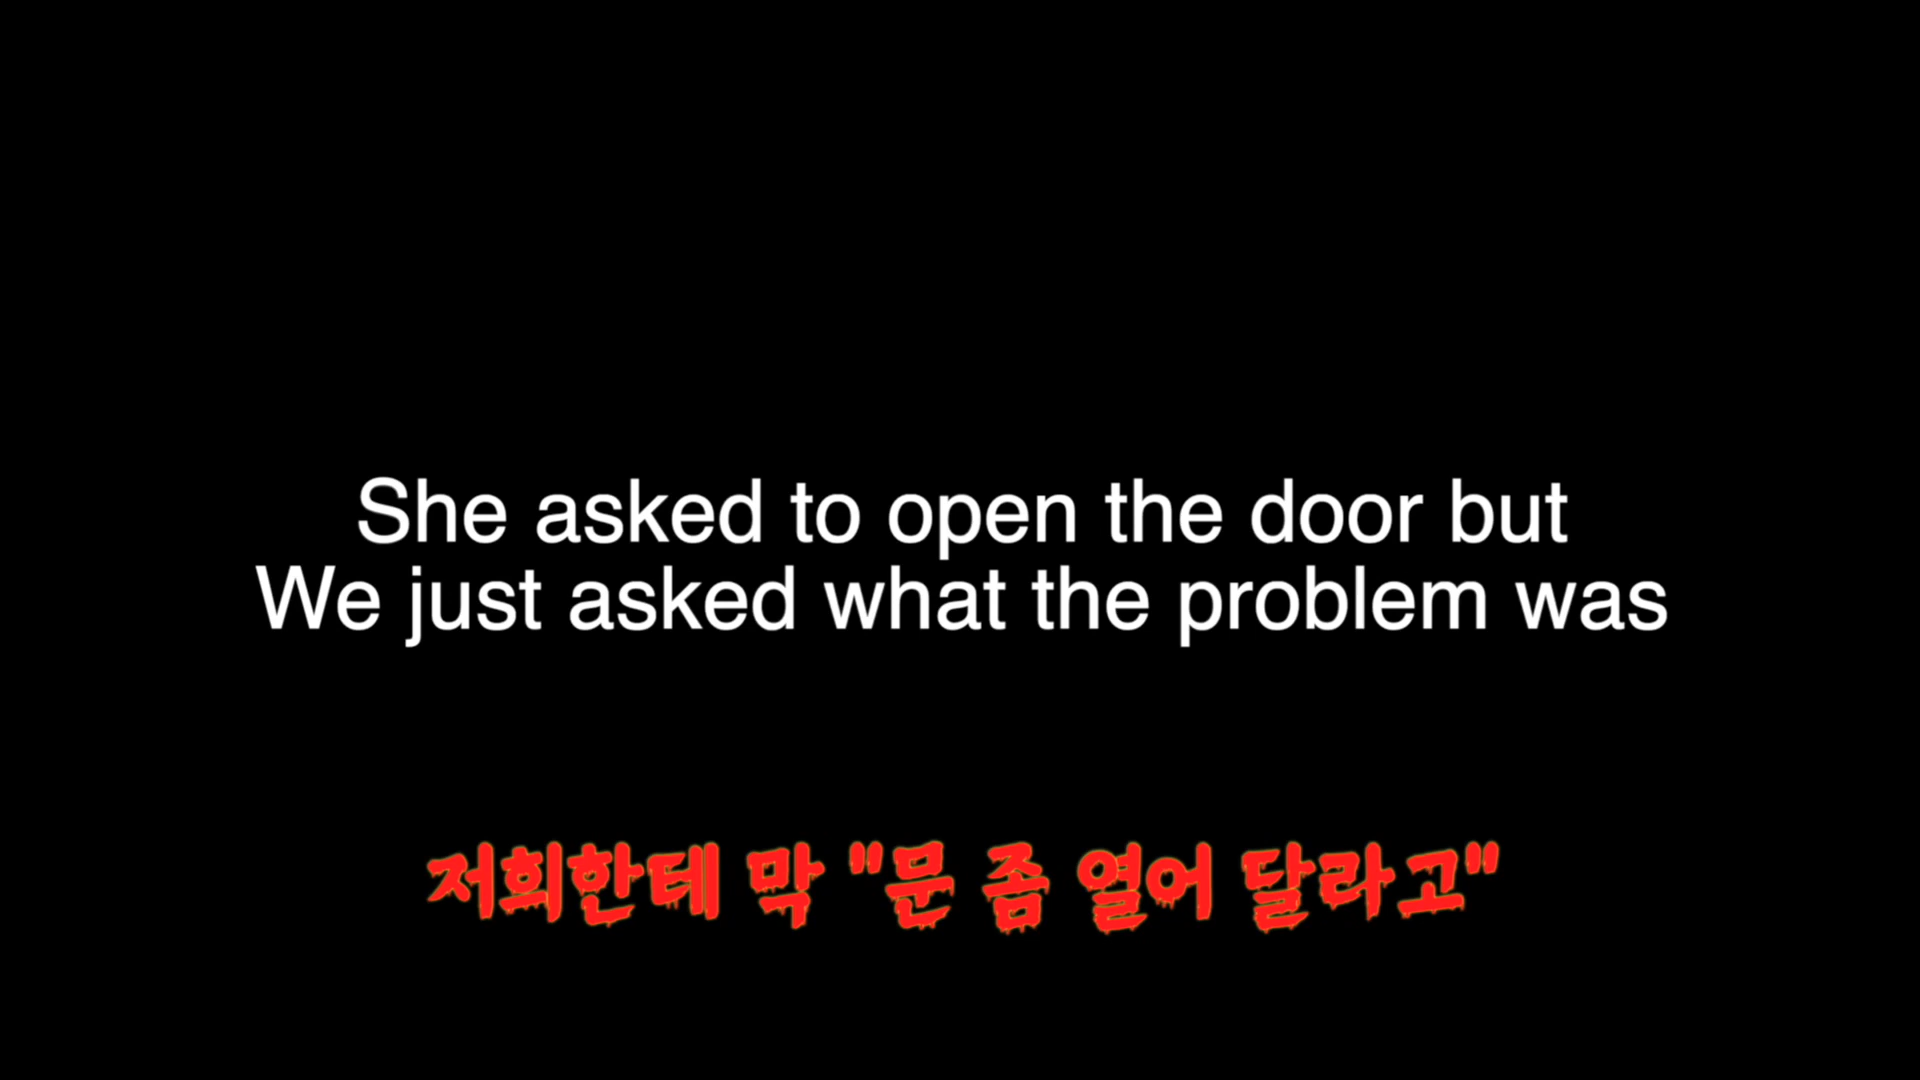 She asked to open the door but
We just asked what the problem was
저희한테 막 "문 좀 열어 달라고"